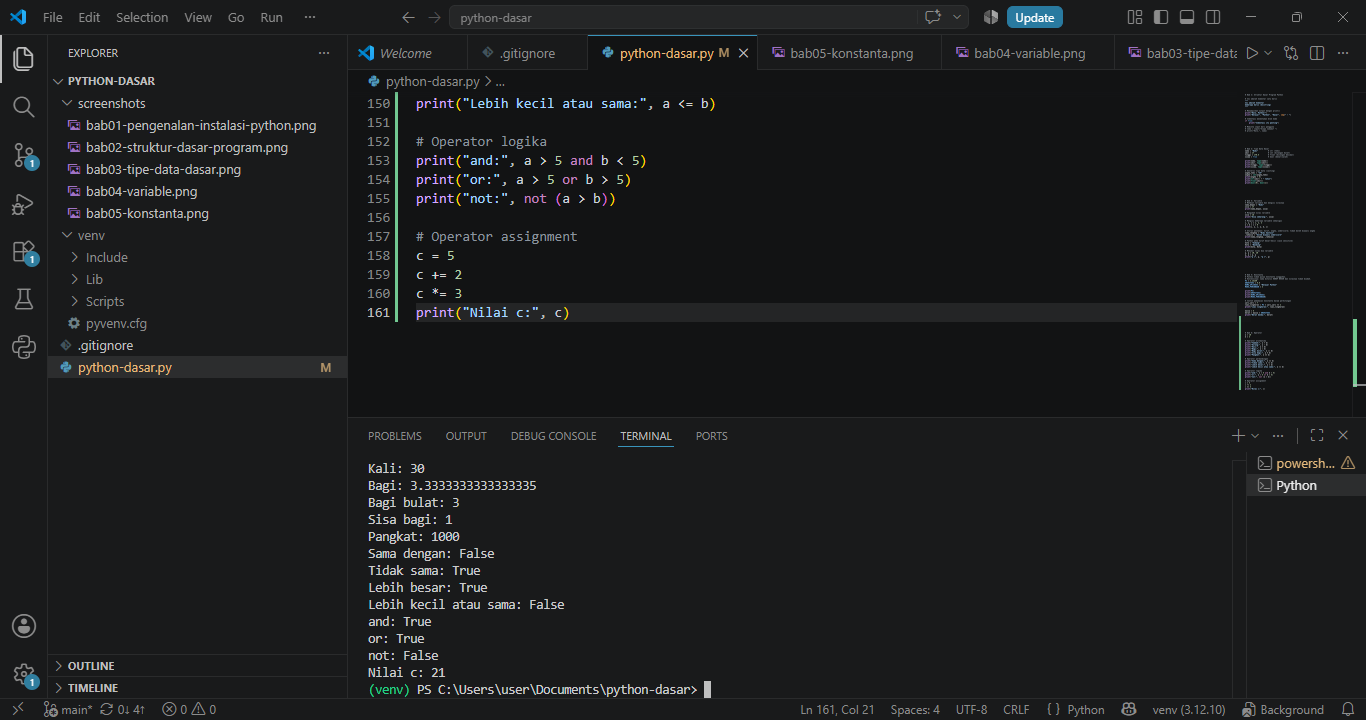 File Edit Selection View Go Run ··· python-dasar Update
EXPLORER ···
PYTHON-DASAR
screenshots
bab01-pengenalan-instalasi-python.png
bab02-struktur-dasar-program.png
bab03-tipe-data-dasar.png
bab04-variable.png
bab05-konstanta.png
venv
Include
Lib
Scripts
pyvenv.cfg
.gitignore
python-dasar.py M
OUTLINE
TIMELINE
1
1
1
Welcome .gitignore python-dasar.py M bab05-konstanta.png bab04-variable.png bab03-tipe-data ···
python-dasar.py > ...
150 print("Lebih kecil atau sama:", a <= b)
151
152 # Operator logika
153 print("and:", a > 5 and b < 5)
154 print("or:", a > 5 or b > 5)
155 print("not:", not (a > b))
156
157 # Operator assignment
158 c = 5
159 c += 2
160 c *= 3
161 print("Nilai c:", c)
PROBLEMS OUTPUT DEBUG CONSOLE TERMINAL PORTS ···
Kali: 30
Bagi: 3.3333333333333335
Bagi bulat: 3
Sisa bagi: 1
Pangkat: 1000
Sama dengan: False
Tidak sama: True
Lebih besar: True
Lebih kecil atau sama: False
and: True
or: True
not: False
Nilai c: 21
(venv) PS C:\Users\user\Documents\python-dasar>
powersh...
Python
main* 0↓ 4↑ 0 0 Ln 161, Col 21 Spaces: 4 UTF-8 CRLF { } Python venv (3.12.10) Background